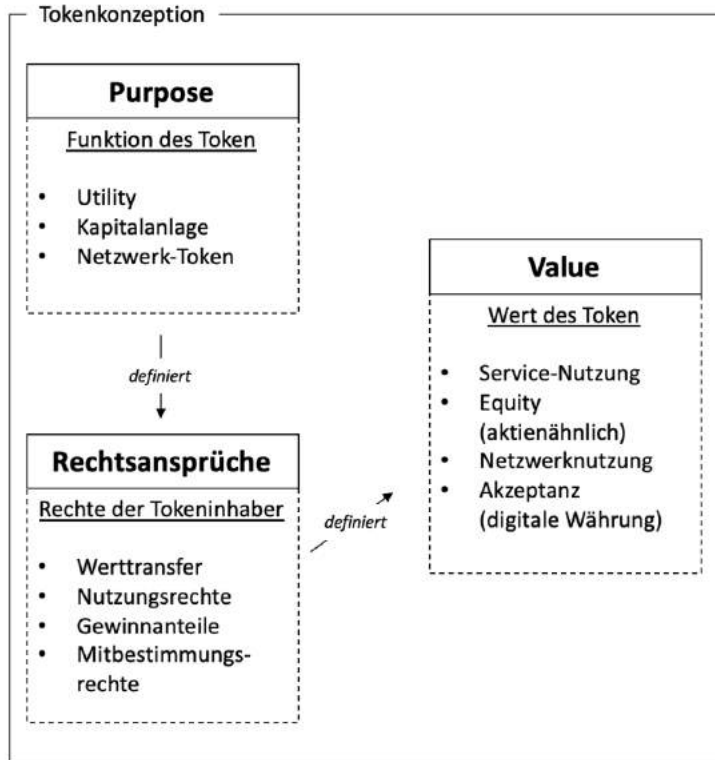 Tokenkonzeption
Purpose
Funktion des Token
• Utility
• Kapitalanlage
• Netzwerk-Token
definiert
Rechtsansprüche
Rechte der Tokeninhaber
• Werttransfer
• Nutzungsrechte
• Gewinnanteile
• Mitbestimmungs-
rechte
definiert
Value
Wert des Token
• Service-Nutzung
• Equity
(aktienähnlich)
• Netzwerknutzung
• Akzeptanz
(digitale Währung)